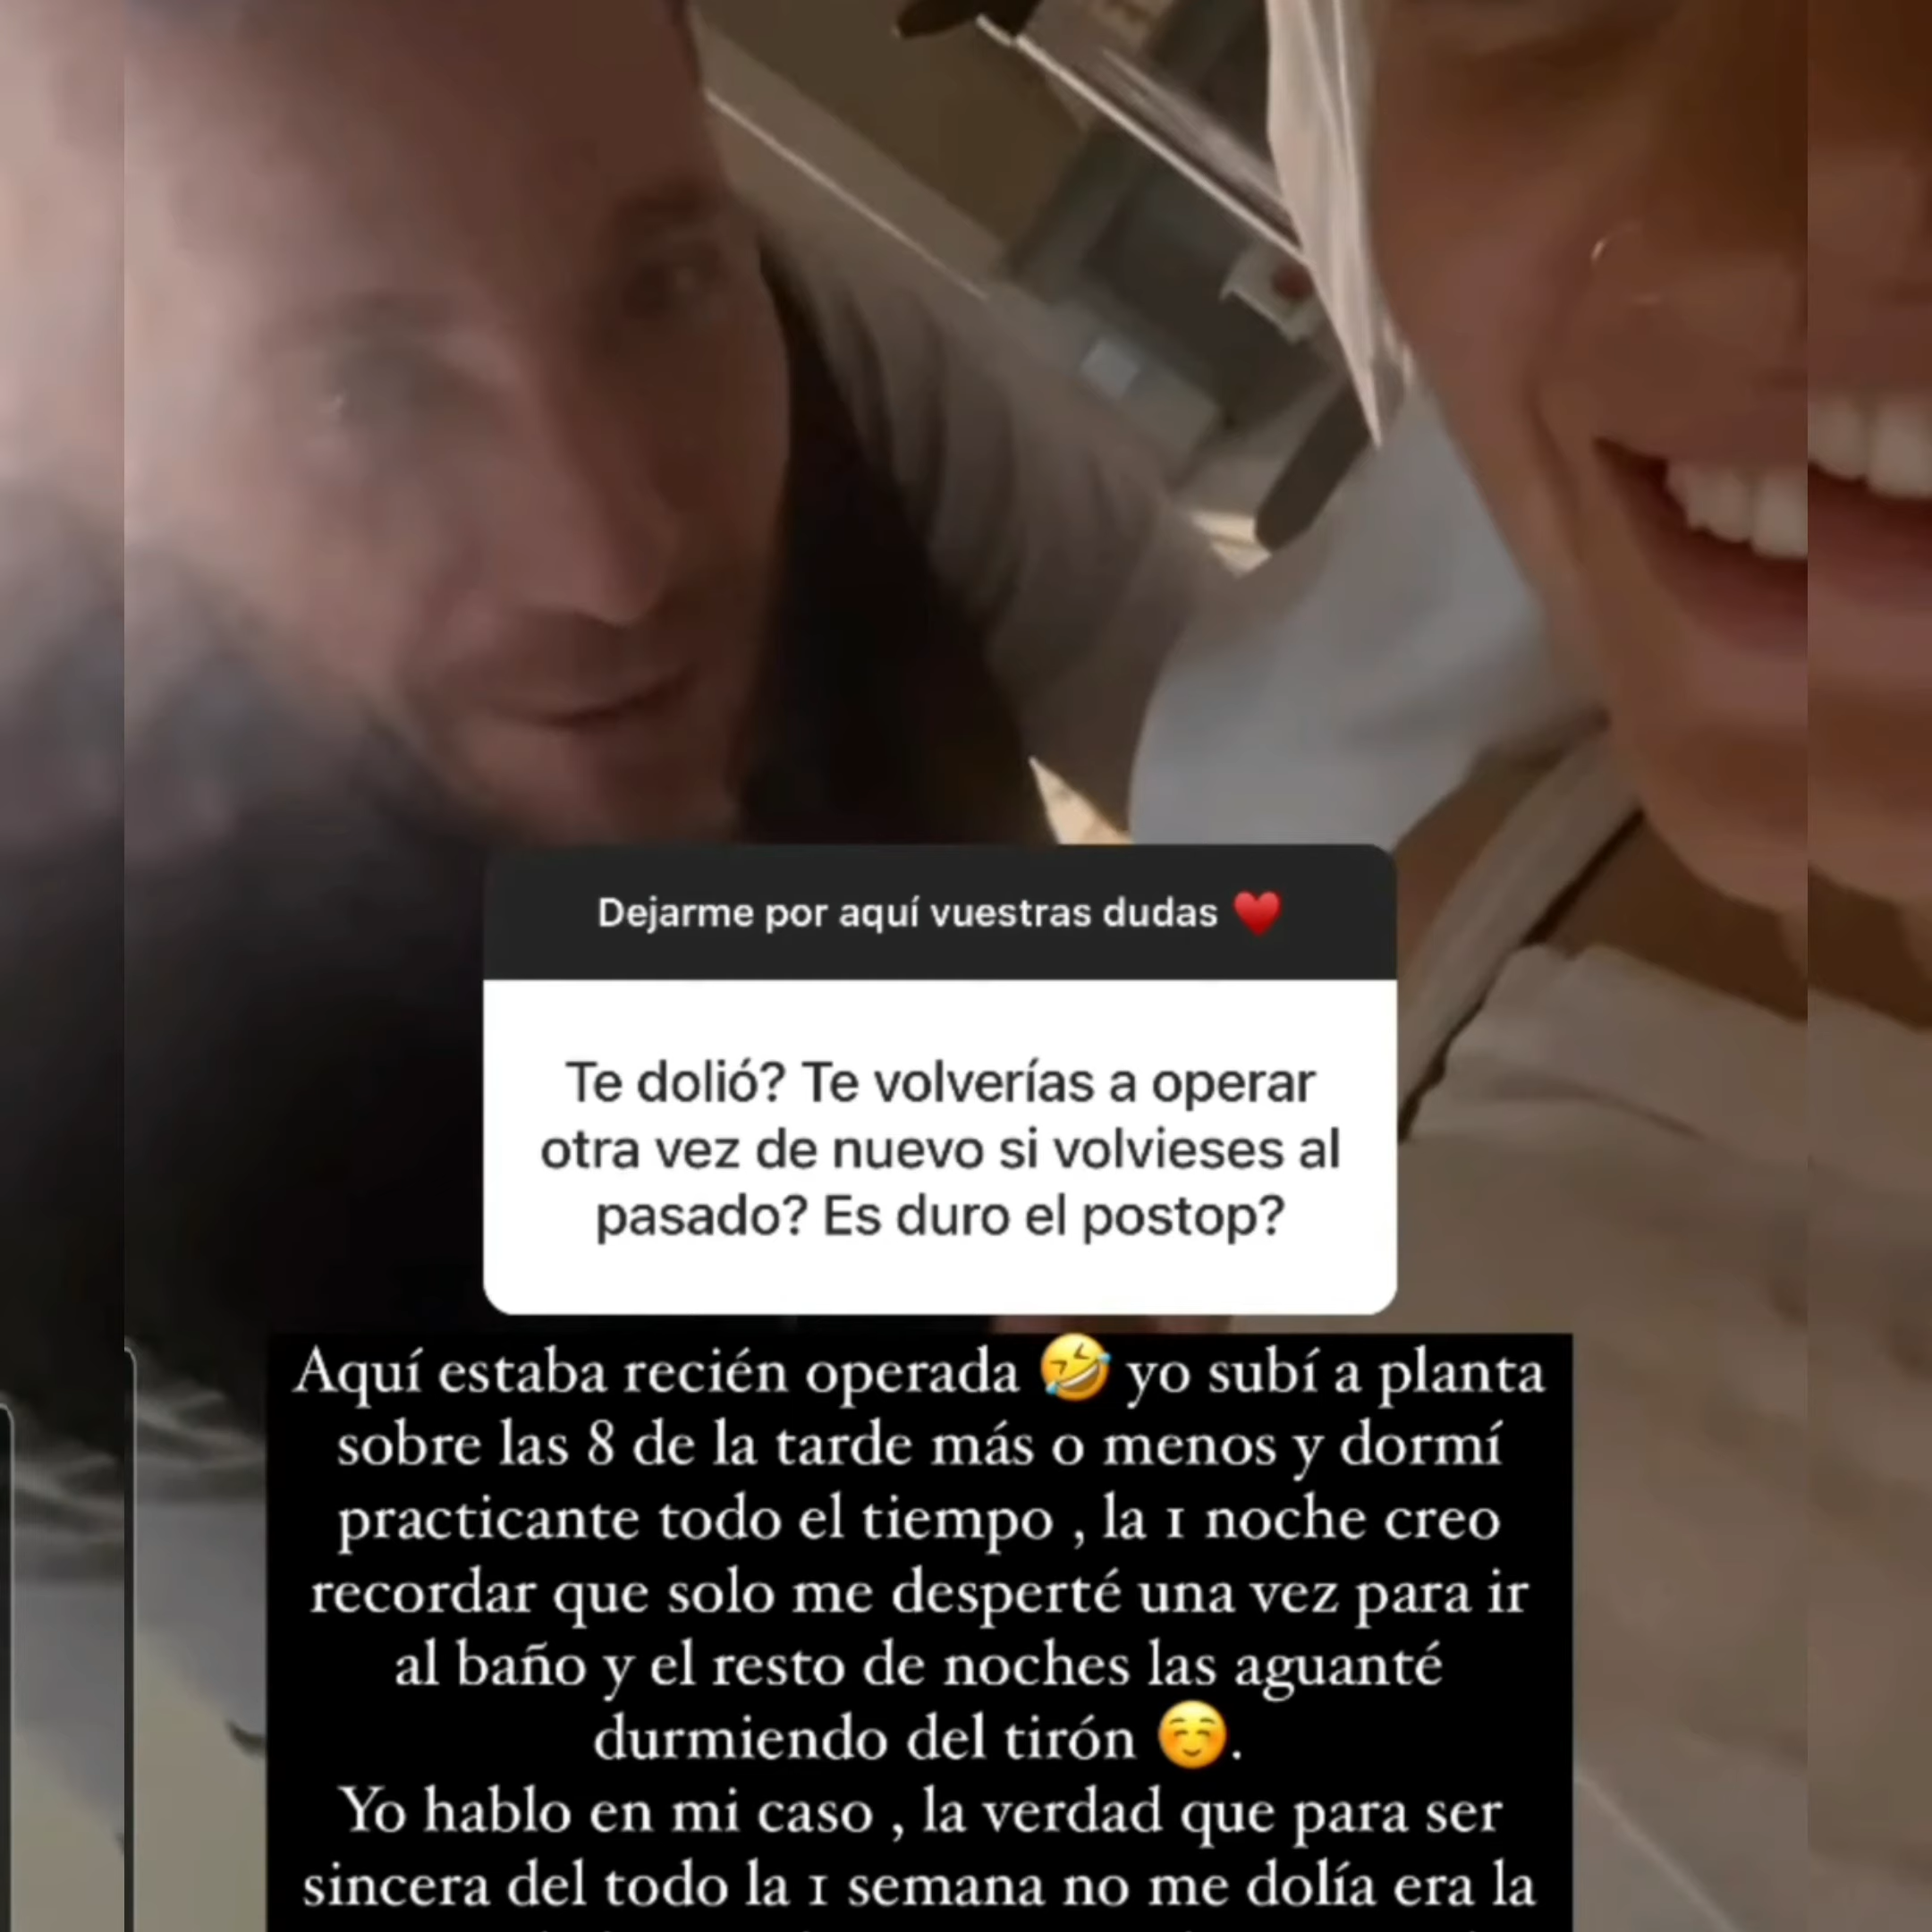 Dejarme por aquí vuestras dudas ❤️
Te dolió? Te volverías a operar
otra vez de nuevo si volvieses al
pasado? Es duro el postop?
Aquí estaba recién operada 🤣 yo subí a planta
sobre las 8 de la tarde más o menos y dormí
practicante todo el tiempo , la 1 noche creo
recordar que solo me desperté una vez para ir
al baño y el resto de noches las aguanté
durmiendo del tirón ☺️.
Yo hablo en mi caso , la verdad que para ser
sincera del todo la 1 semana no me dolía era la